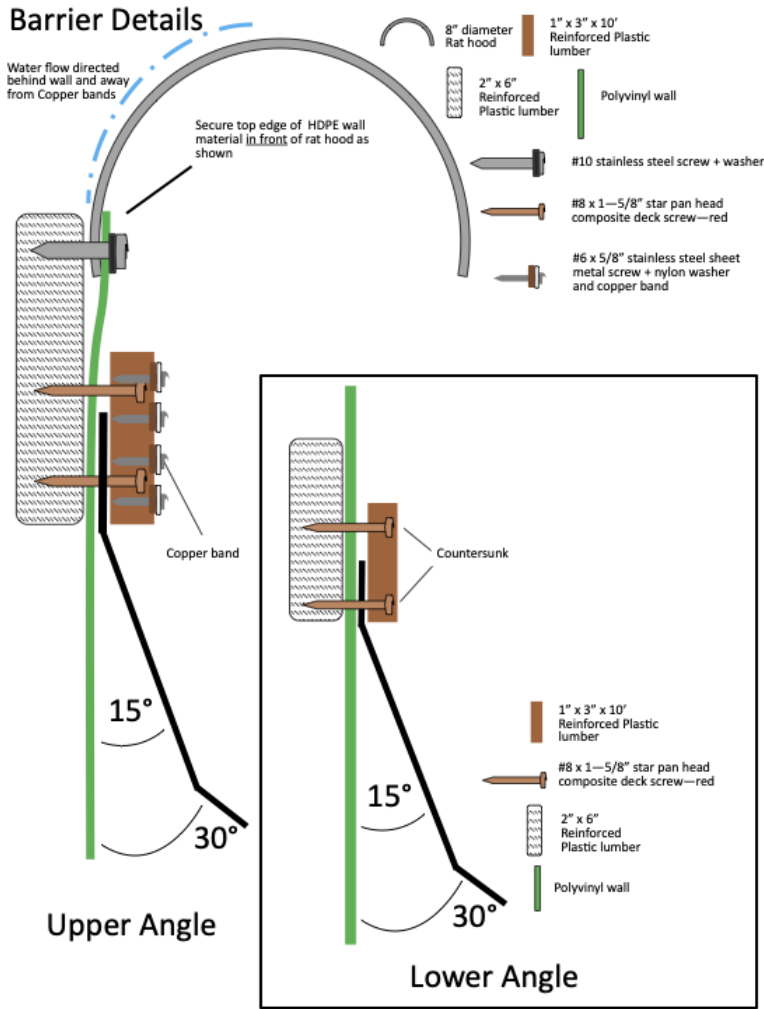 Barrier Details
Water flow directed
behind wall and away
from Copper bands
Secure top edge of HDPE wall
material in front of rat hood as
shown
8” diameter
Rat hood
1” x 3” x 10’
Reinforced Plastic
lumber
2” x 6”
Reinforced
Plastic lumber
Polyvinyl wall
#10 stainless steel screw + washer
#8 x 1—5/8” star pan head
composite deck screw—red
#6 x 5/8” stainless steel sheet
metal screw + nylon washer
and copper band
Copper band
15°
30°
Upper Angle
Countersunk
15°
30°
1” x 3” x 10’
Reinforced Plastic
lumber
#8 x 1—5/8” star pan head
composite deck screw—red
2” x 6”
Reinforced
Plastic lumber
Polyvinyl wall
Lower Angle